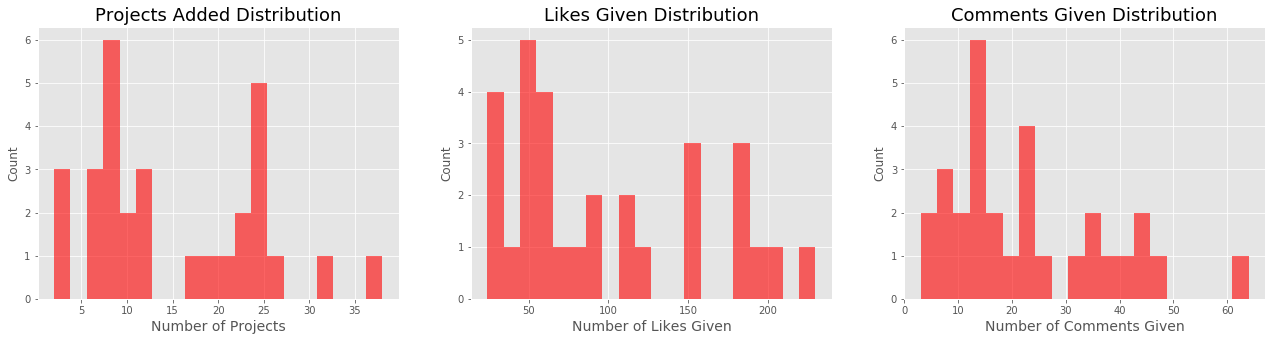 Projects Added Distribution
6
5
4
3
2
1
0
Count
5 10 15 20 25 30 35
Number of Projects
Likes Given Distribution
5
4
3
2
1
0
Count
50 100 150 200
Number of Likes Given
Comments Given Distribution
6
5
4
3
2
1
0
Count
0 10 20 30 40 50 60
Number of Comments Given